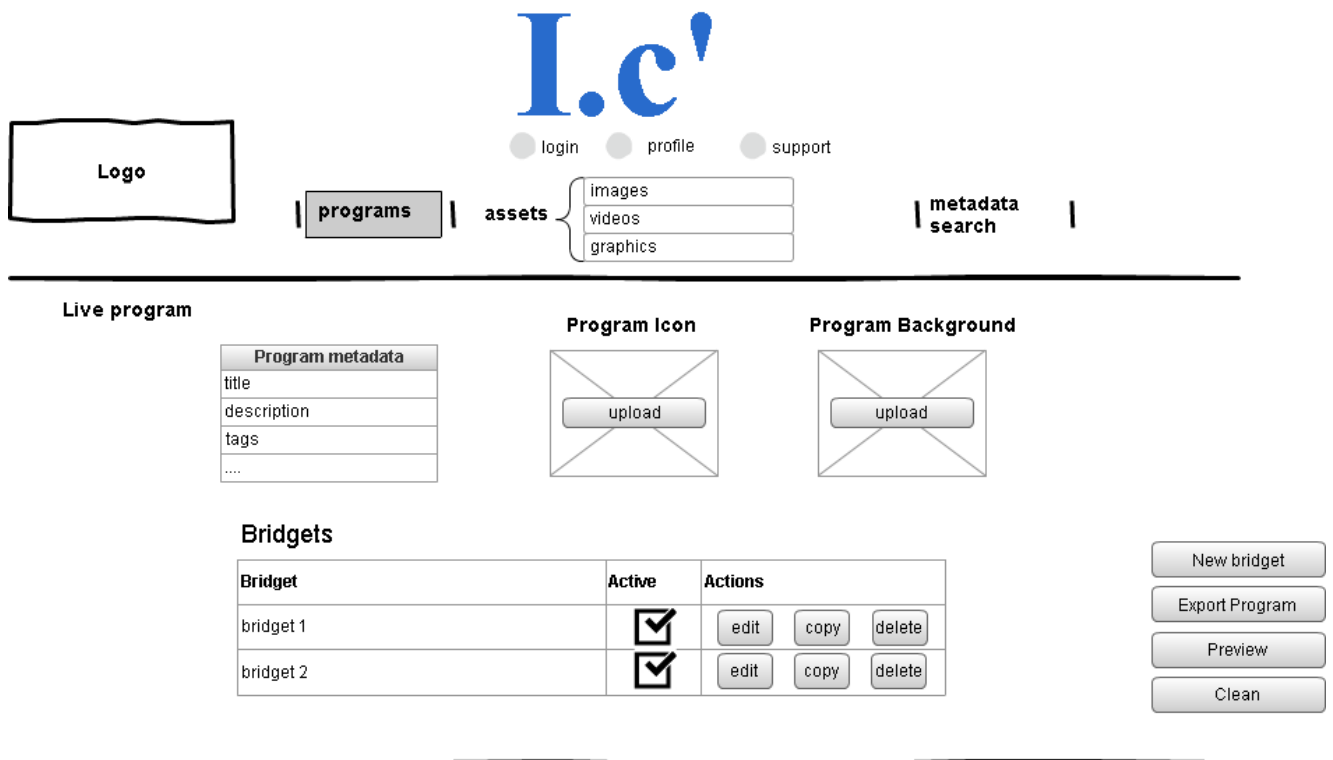 I.c'
login profile support
Logo
programs
assets
images
videos
graphics
metadata
search
Live program
Program metadata
title
description
tags
....
Program Icon
upload
Program Background
upload
Bridgets
Bridget Active Actions
bridget 1 edit copy delete
bridget 2 edit copy delete
New bridget
Export Program
Preview
Clean